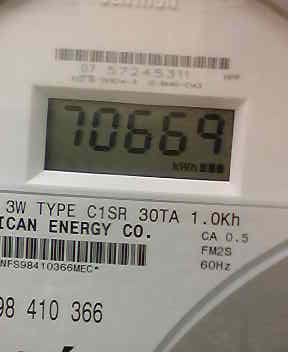 07 57245311
70669
kWh
3W TYPE C1SR 30TA 1.0Kh
ICAN ENERGY CO.
CA 0.5
FM2S
60Hz
NFS98410366MEC*
98 410 366